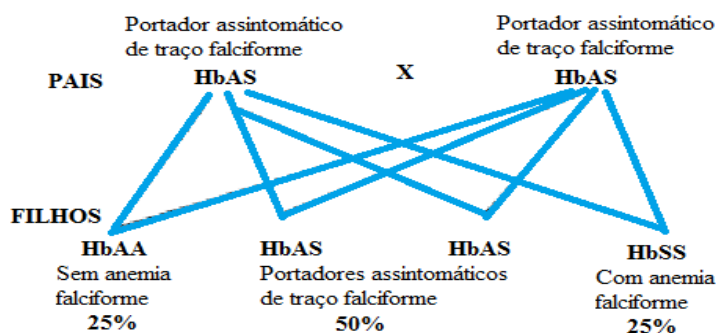 Portador assintomático
de traço falciforme
Portador assintomático
de traço falciforme
PAIS HbAS X HbAS
FILHOS
HbAA HbAS HbAS HbSS
Sem anemia
falciforme
25%
Portadores assintomáticos
de traço falciforme
50%
Com anemia
falciforme
25%